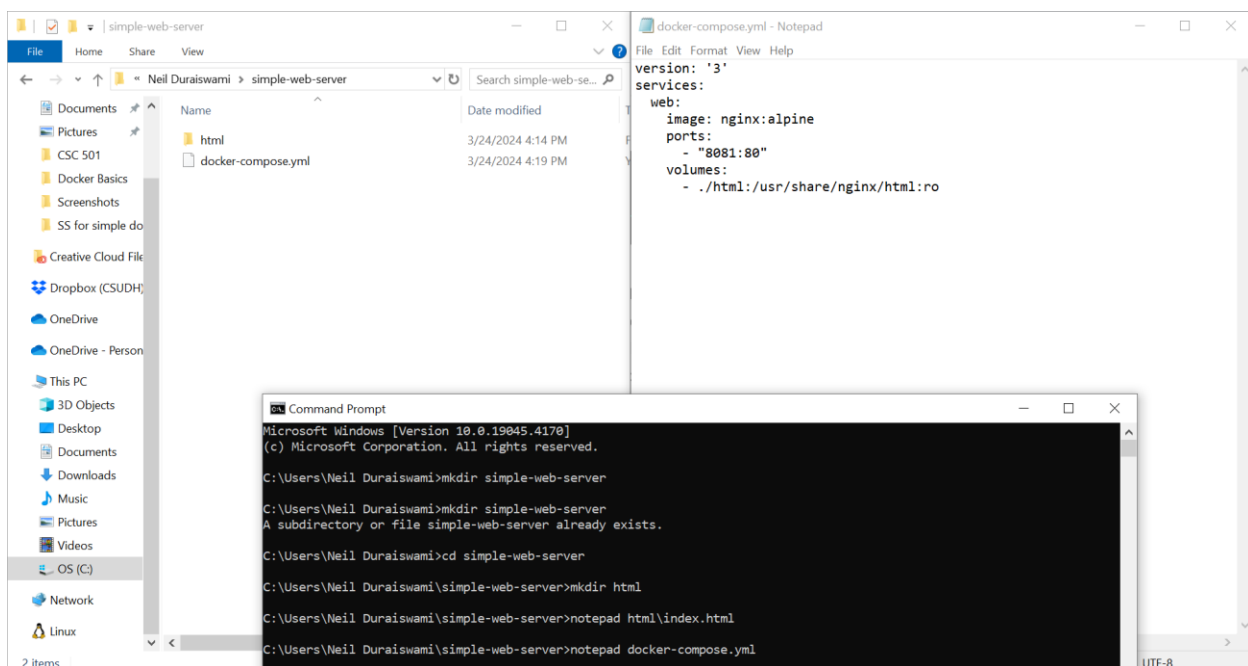 simple-web-server
File Home Share View
« Neil Duraiswami > simple-web-server
Search simple-web-se...
Documents
Pictures
CSC 501
Docker Basics
Screenshots
SS for simple do
Creative Cloud File
Dropbox (CSUDH)
OneDrive
OneDrive - Person
This PC
3D Objects
Desktop
Documents
Downloads
Music
Pictures
Videos
OS (C:)
Network
Linux
2 items
Name Date modified
html 3/24/2024 4:14 PM
docker-compose.yml 3/24/2024 4:19 PM
docker-compose.yml - Notepad
File Edit Format View Help
version: '3'
services:
web:
image: nginx:alpine
ports:
- "8081:80"
volumes:
- ./html:/usr/share/nginx/html:ro
UTF-8
Command Prompt
Microsoft Windows [Version 10.0.19045.4170]
(c) Microsoft Corporation. All rights reserved.
C:\Users\Neil Duraiswami>mkdir simple-web-server
C:\Users\Neil Duraiswami>mkdir simple-web-server
A subdirectory or file simple-web-server already exists.
C:\Users\Neil Duraiswami>cd simple-web-server
C:\Users\Neil Duraiswami\simple-web-server>mkdir html
C:\Users\Neil Duraiswami\simple-web-server>notepad html\index.html
C:\Users\Neil Duraiswami\simple-web-server>notepad docker-compose.yml